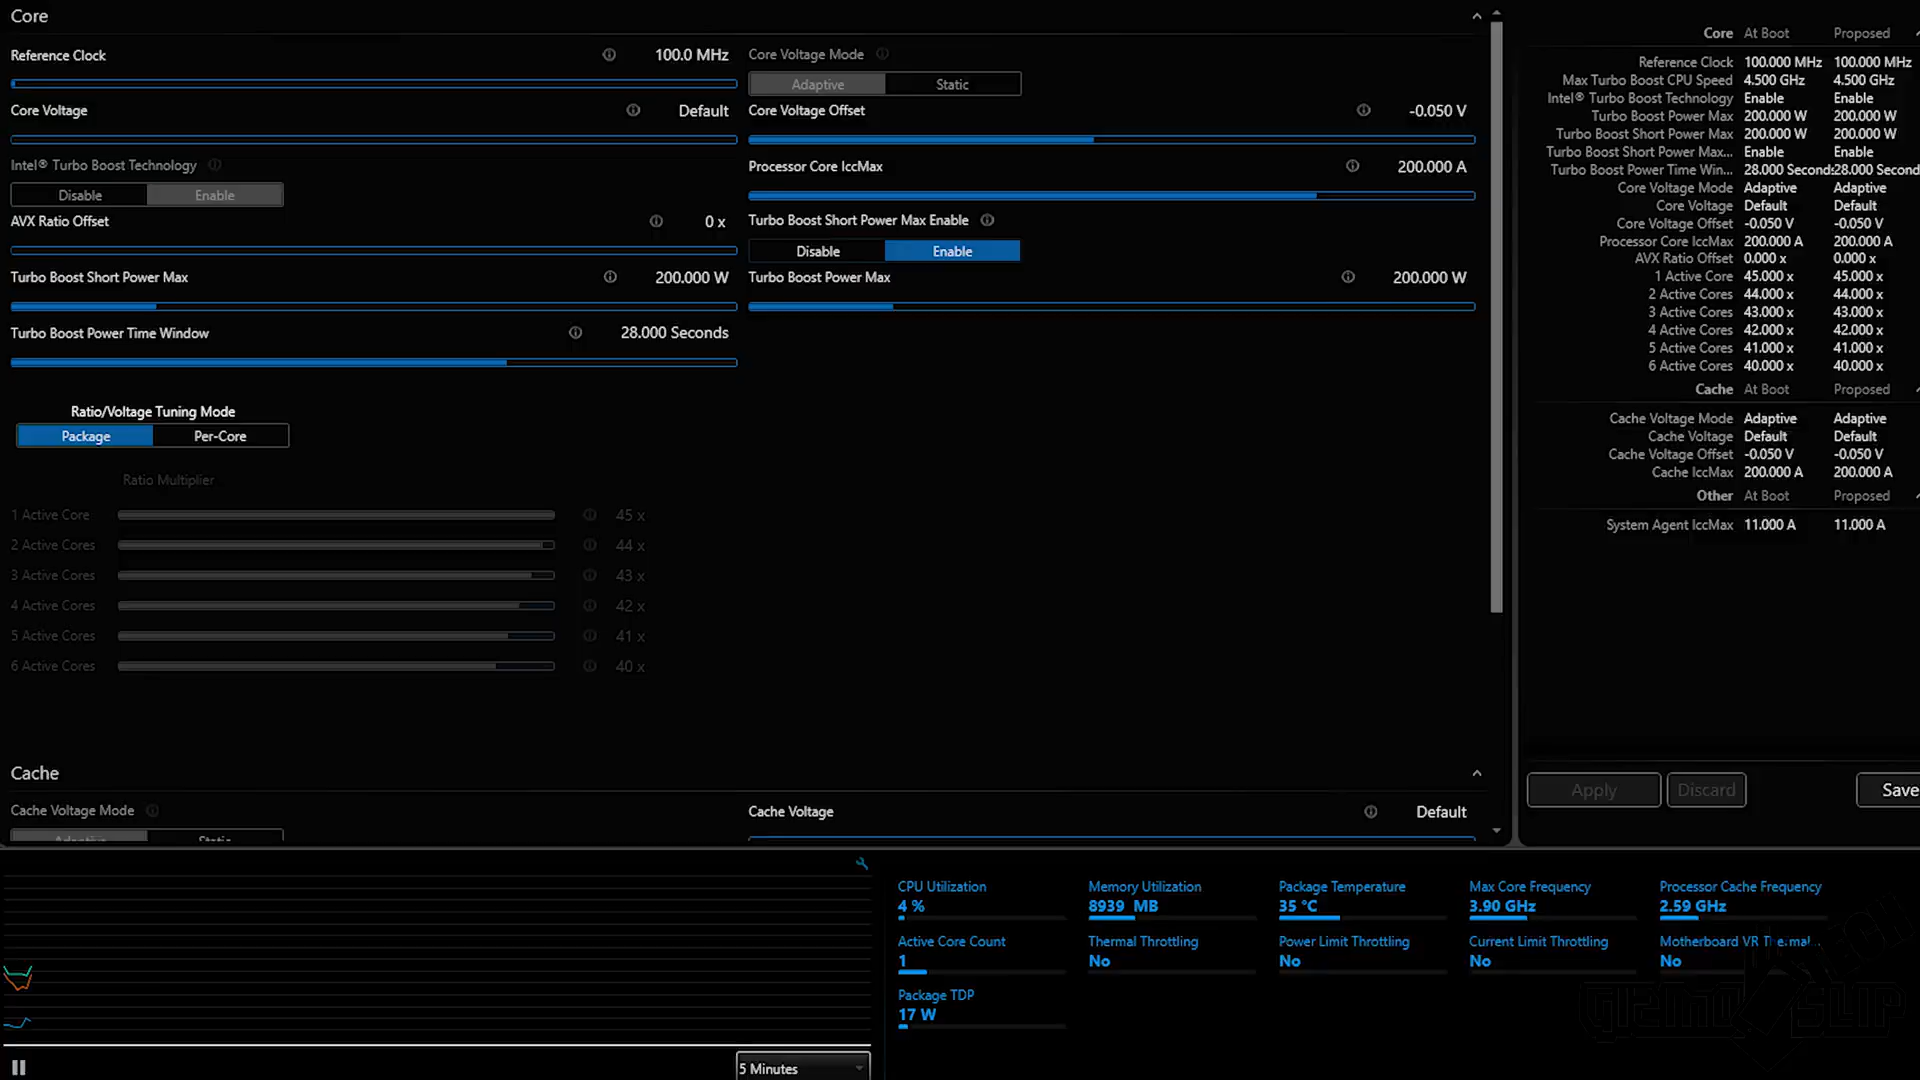 Core
Reference Clock 100.0 MHz
Core Voltage Default
Intel® Turbo Boost Technology
Disable Enable
AVX Ratio Offset 0 x
Turbo Boost Short Power Max 200.000 W
Turbo Boost Power Time Window 28.000 Seconds
Core Voltage Mode
Adaptive Static
Core Voltage Offset -0.050 V
Processor Core IccMax 200.000 A
Turbo Boost Short Power Max Enable
Disable Enable
Turbo Boost Power Max 200.000 W
Ratio/Voltage Tuning Mode
Package Per-Core
Ratio Multiplier
1 Active Core 45 x
2 Active Cores 44 x
3 Active Cores 43 x
4 Active Cores 42 x
5 Active Cores 41 x
6 Active Cores 40 x
Cache
Cache Voltage Mode
Adaptive Static
Cache Voltage Default
Core At Boot Proposed
Reference Clock 100.000 MHz 100.000 MHz
Max Turbo Boost CPU Speed 4.500 GHz 4.500 GHz
Intel® Turbo Boost Technology Enable Enable
Turbo Boost Power Max 200.000 W 200.000 W
Turbo Boost Short Power Max 200.000 W 200.000 W
Turbo Boost Short Power Max... Enable Enable
Turbo Boost Power Time Win... 28.000 Second 28.000 Second
Core Voltage Mode Adaptive Adaptive
Core Voltage Default Default
Core Voltage Offset -0.050 V -0.050 V
Processor Core IccMax 200.000 A 200.000 A
AVX Ratio Offset 0.000 x 0.000 x
1 Active Core 45.000 x 45.000 x
2 Active Cores 44.000 x 44.000 x
3 Active Cores 43.000 x 43.000 x
4 Active Cores 42.000 x 42.000 x
5 Active Cores 41.000 x 41.000 x
6 Active Cores 40.000 x 40.000 x
Cache At Boot Proposed
Cache Voltage Mode Adaptive Adaptive
Cache Voltage Default Default
Cache Voltage Offset -0.050 V -0.050 V
Cache IccMax 200.000 A 200.000 A
Other At Boot Proposed
System Agent IccMax 11.000 A 11.000 A
Apply Discard Save
5 Minutes
CPU Utilization
4 %
Memory Utilization
8939 MB
Package Temperature
35 °C
Max Core Frequency
3.90 GHz
Processor Cache Frequency
2.59 GHz
Active Core Count
1
Thermal Throttling
No
Power Limit Throttling
No
Current Limit Throttling
No
Motherboard VR Thermal...
No
Package TDP
17 W
GIZMO SLIP
TECH